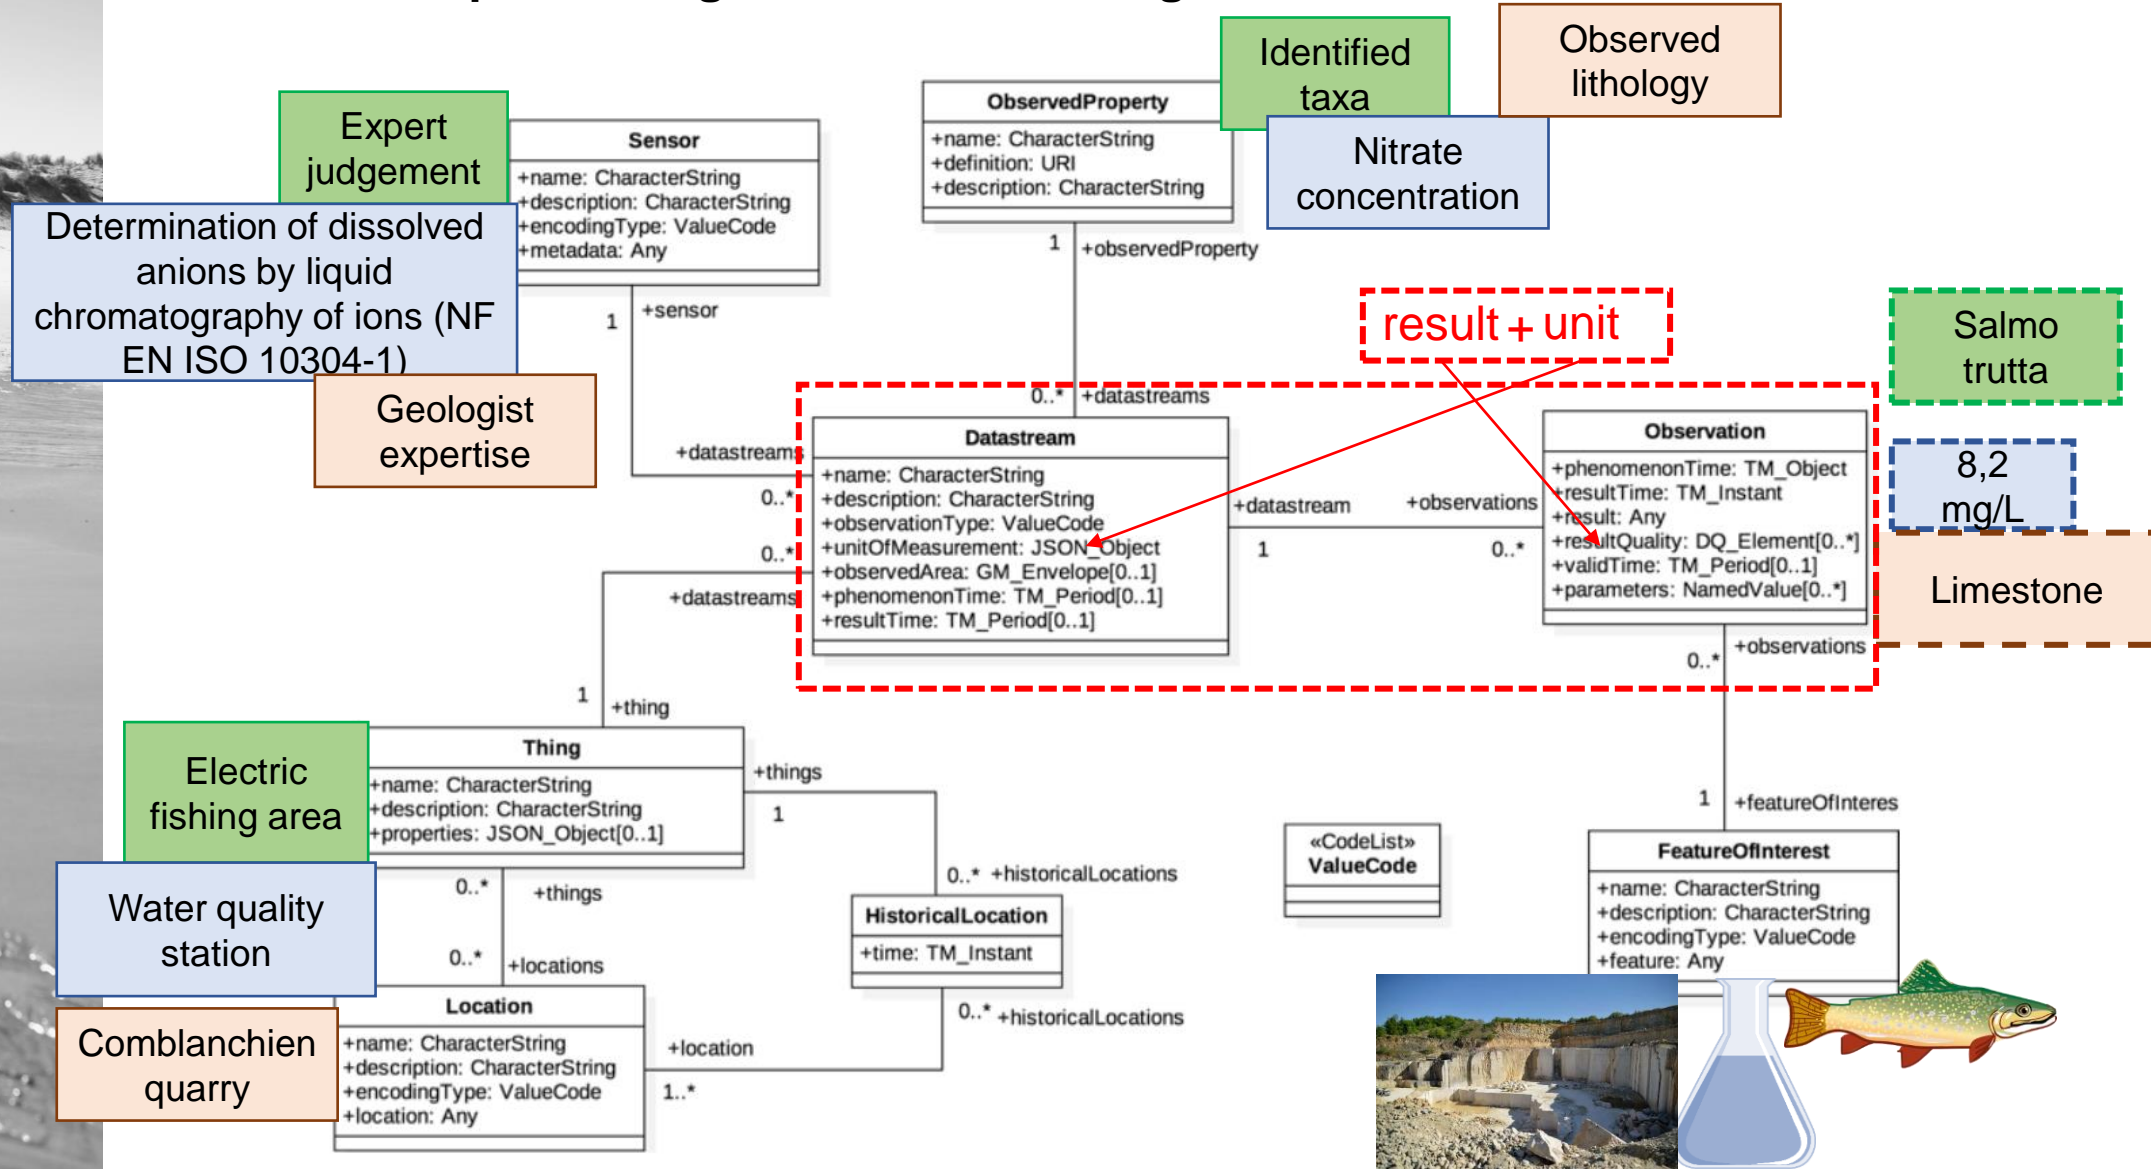 Identified
taxa
Observed
lithology
Nitrate
concentration
Expert
judgement
Determination of dissolved
anions by liquid
chromatography of ions (NF
EN ISO 10304-1)
Geologist
expertise
Sensor
+name: CharacterString
+description: CharacterString
+encodingType: ValueCode
+metadata: Any
1
+sensor
+datastreams
0..*
ObservedProperty
+name: CharacterString
+definition: URI
+description: CharacterString
1
+observedProperty
0..*
+datastreams
result + unit
Salmo
trutta
8,2
mg/L
Limestone
Datastream
+name: CharacterString
+description: CharacterString
+observationType: ValueCode
+unitOfMeasurement: JSON_Object
+observedArea: GM_Envelope[0..1]
+phenomenonTime: TM_Period[0..1]
+resultTime: TM_Period[0..1]
+datastream
1
+observations
0..*
Observation
+phenomenonTime: TM_Object
+resultTime: TM_Instant
+result: Any
+resultQuality: DQ_Element[0..*]
+validTime: TM_Period[0..1]
+parameters: NamedValue[0..*]
0..*
+observations
1
+featureOfInteres
0..*
+datastreams
1
+thing
Electric
fishing area
Water quality
station
Comblanchien
quarry
Thing
+name: CharacterString
+description: CharacterString
+properties: JSON_Object[0..1]
+things
1
0..* +historicalLocations
0..*
+things
0..*
+locations
HistoricalLocation
+time: TM_Instant
0..* +historicalLocations
Location
+name: CharacterString
+description: CharacterString
+encodingType: ValueCode
+location: Any
+location
1..*
«CodeList»
ValueCode
FeatureOfInterest
+name: CharacterString
+description: CharacterString
+encodingType: ValueCode
+feature: Any